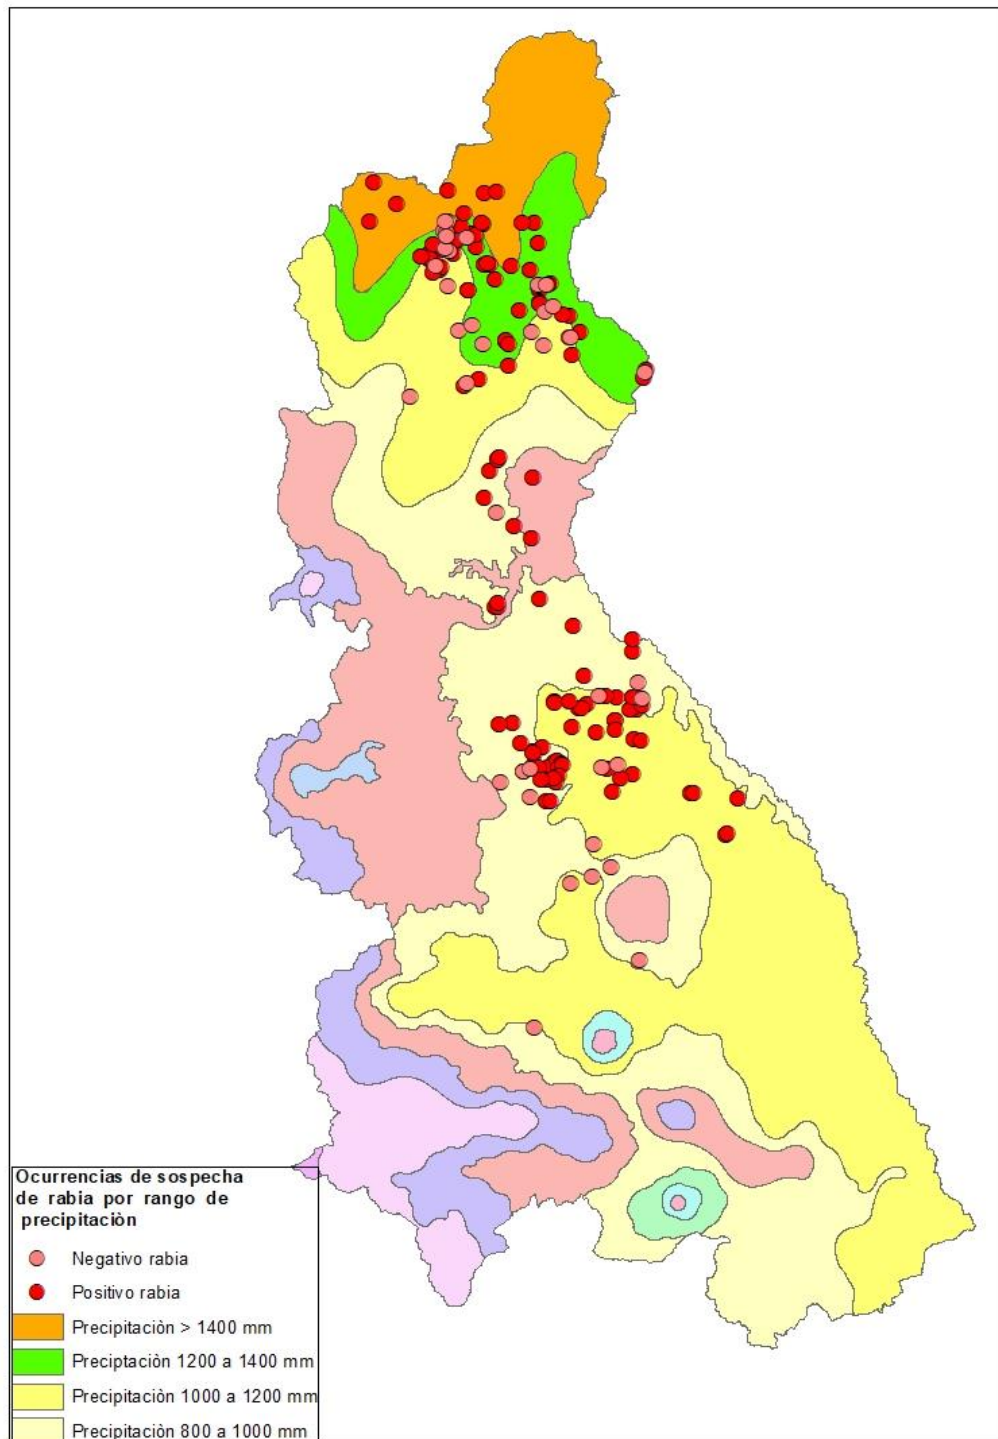 Ocurrencias de sospecha
de rabia por rango de
precipitaciòn
Negativo rabia
Positivo rabia
Precipitaciòn > 1400 mm
Precipitaciòn 1200 a 1400 mm
Precipitaciòn 1000 a 1200 mm
Precipitaciòn 800 a 1000 mm